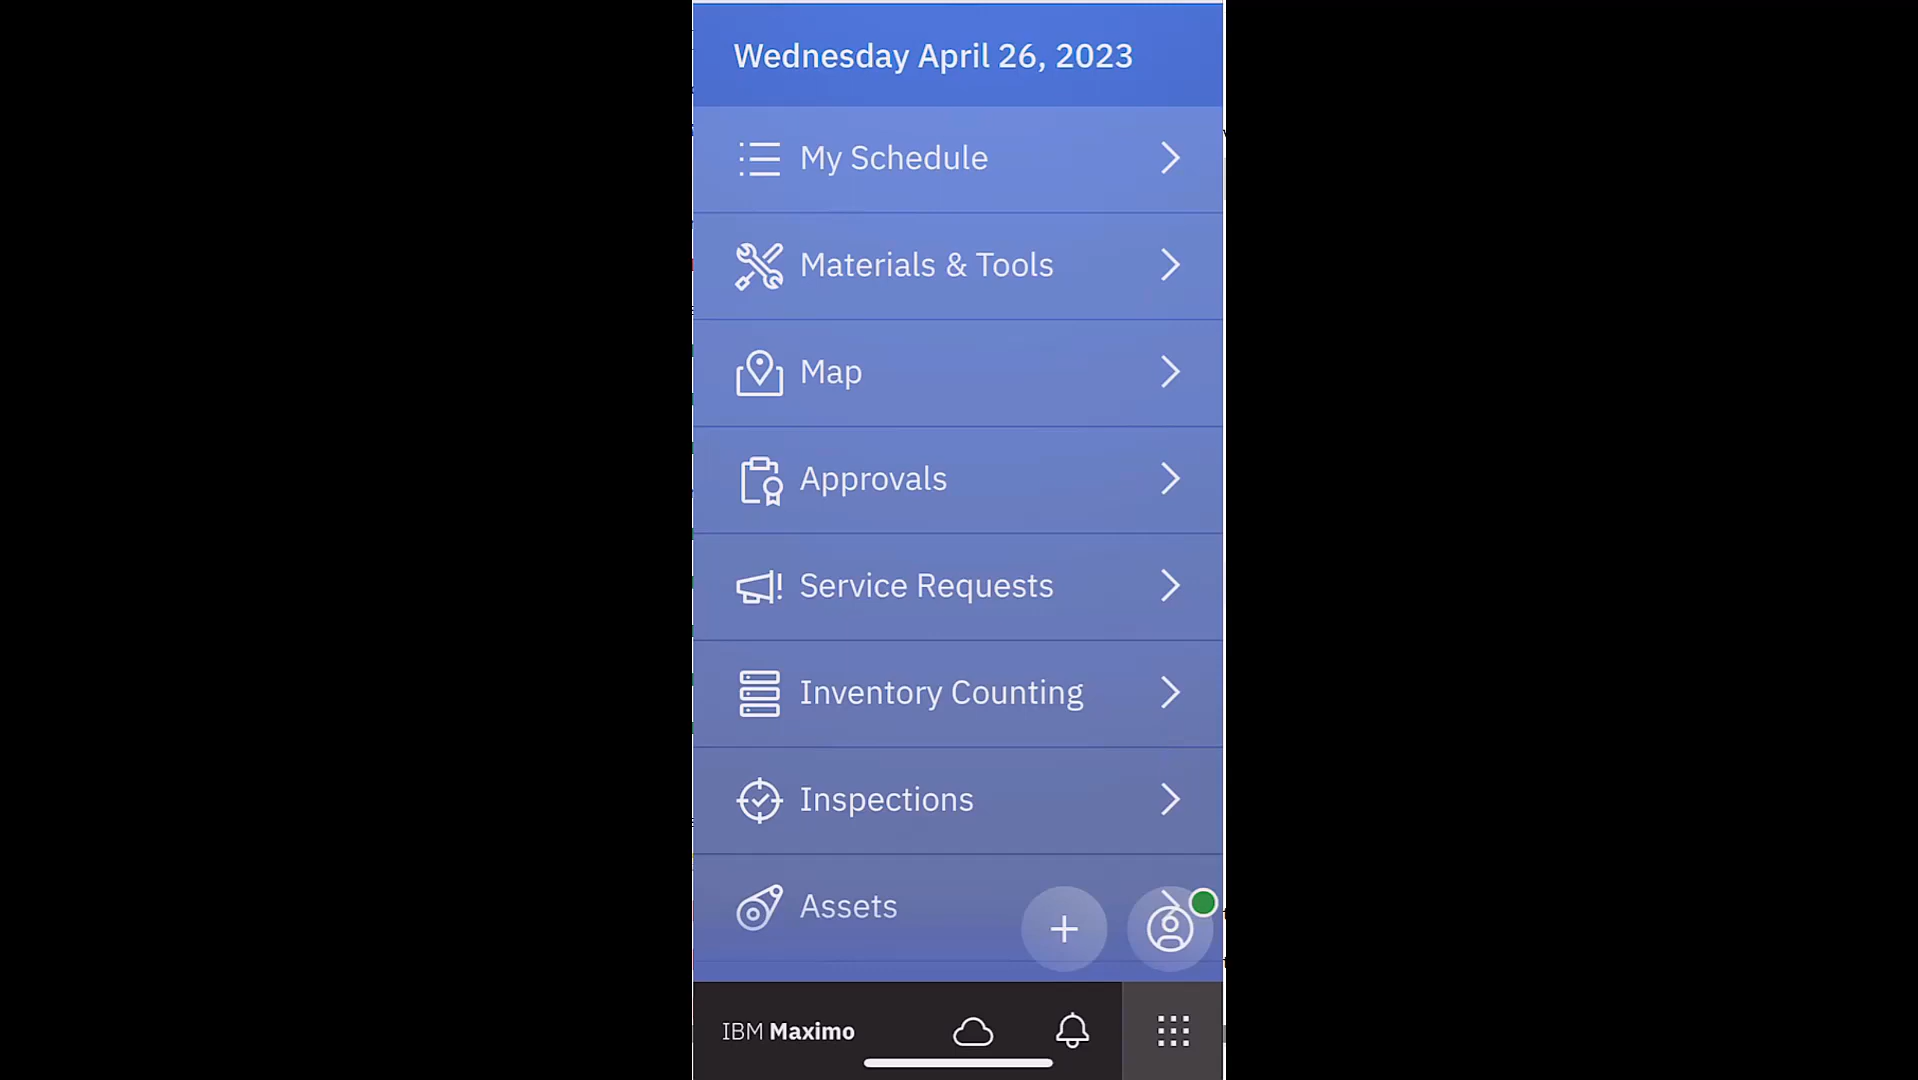 Wednesday April 26, 2023
My Schedule
Materials & Tools
Map
Approvals
Service Requests
Inventory Counting
Inspections
Assets
IBM Maximo